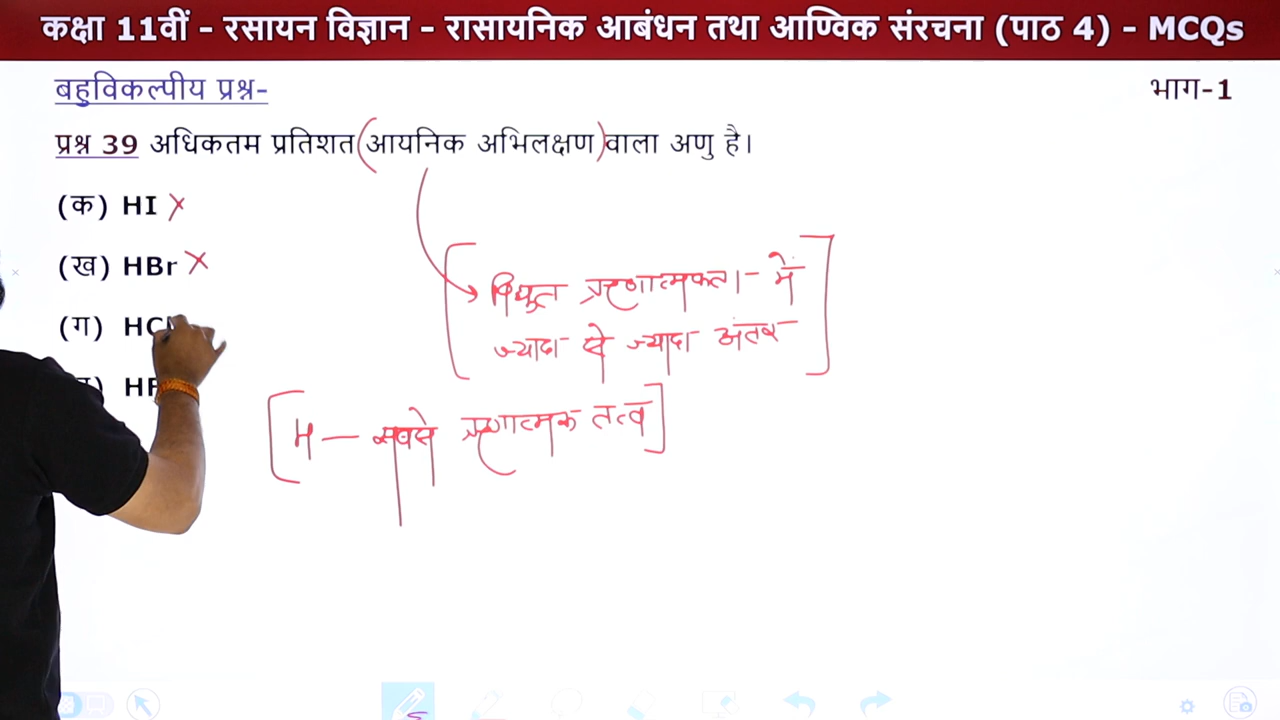 कक्षा 11वीं - रसायन विज्ञान - रासायनिक आबंधन तथा आण्विक संरचना (पाठ 4) - MCQs
बहुविकल्पीय प्रश्न-
भाग-1
प्रश्न 39 अधिकतम प्रतिशत (आयनिक अभिलक्षण) वाला अणु है।
(क) HI ×
(ख) HBr ×
(ग) HC
विद्युत ऋणात्मकता - में
ज्यादा से ज्यादा अंतर
HF
— सबसे ऋणात्मक तत्व